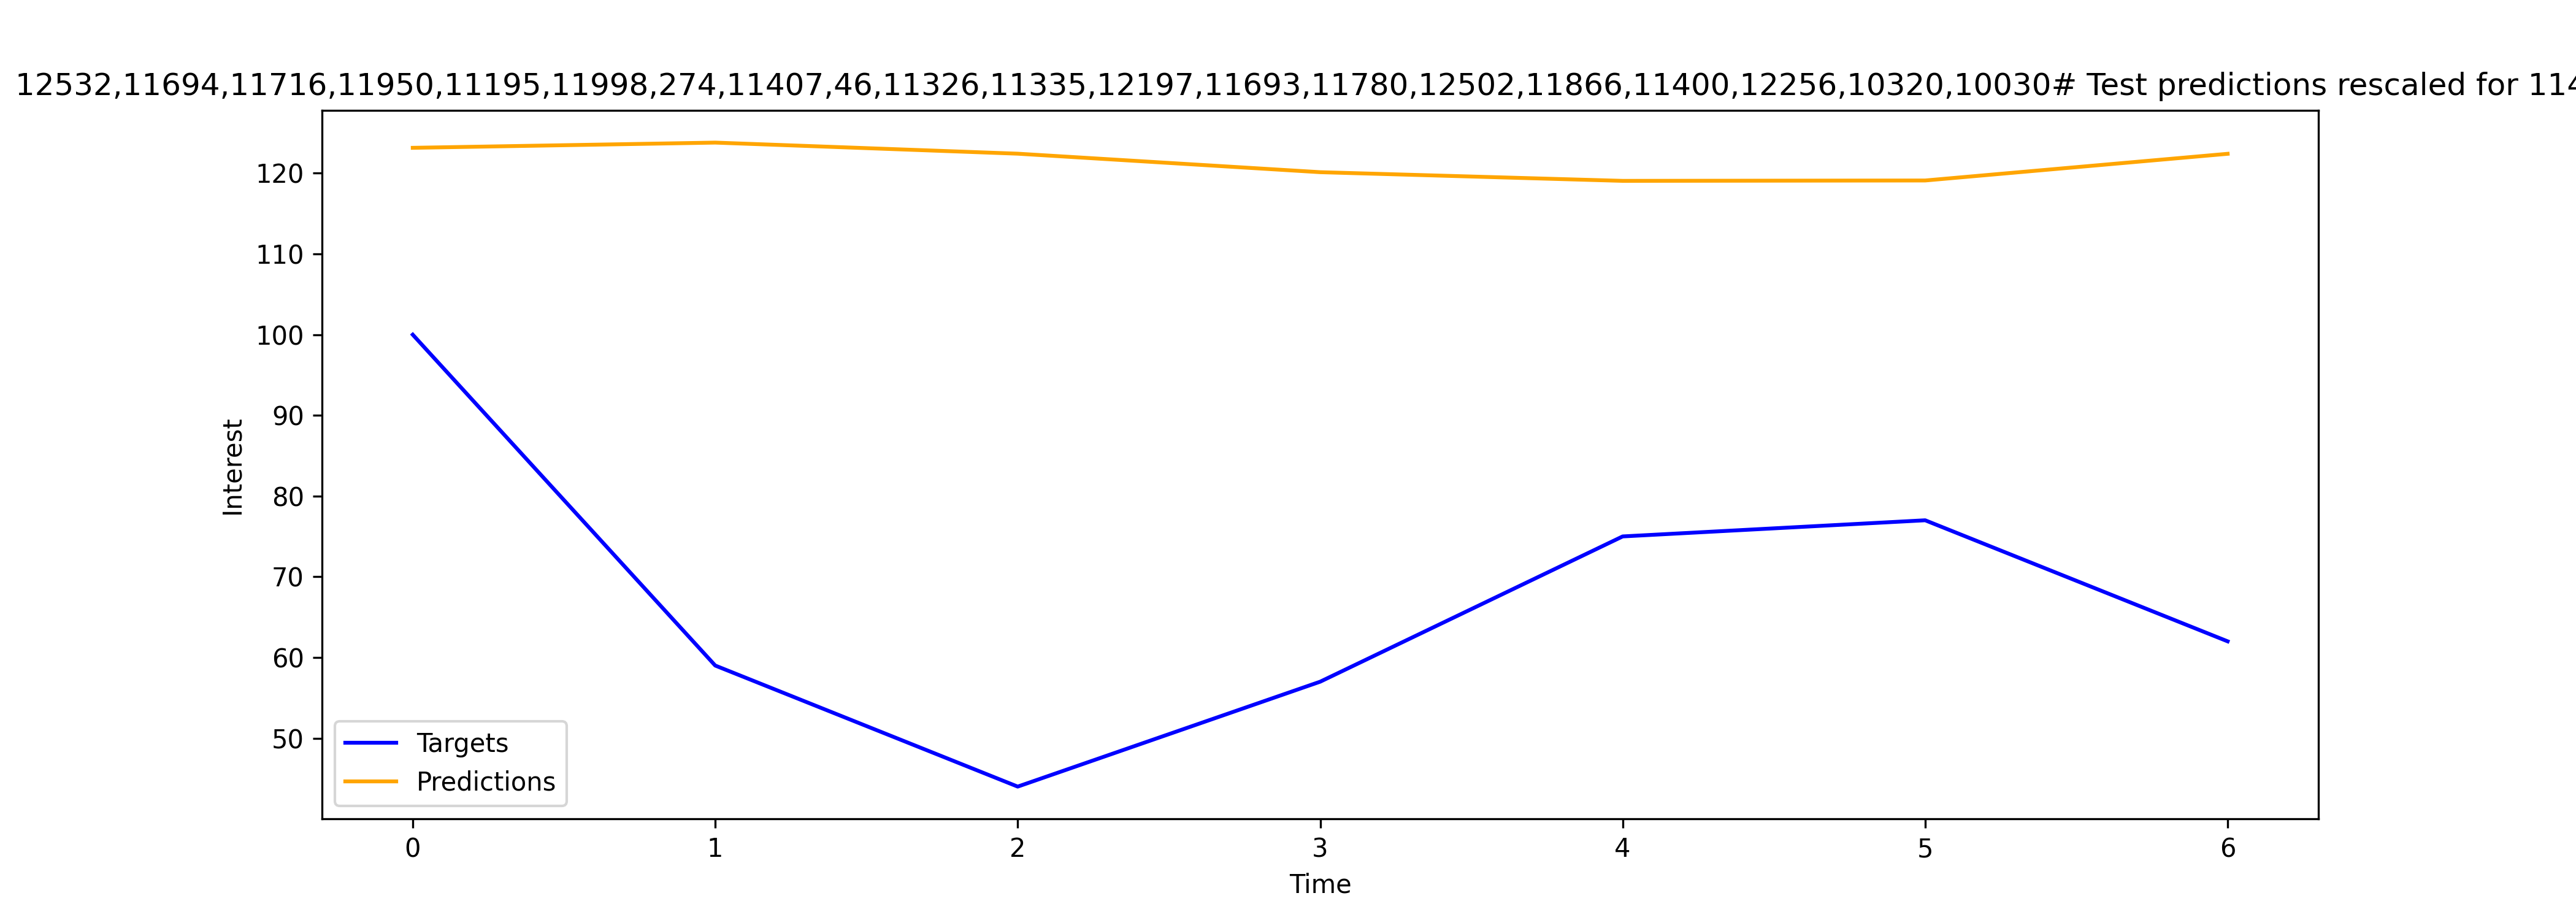 12532,11694,11716,11950,11195,11998,274,11407,46,11326,11335,12197,11693,11780,12502,11866,11400,12256,10320,10030# Test predictions rescaled for 114
120
110
100
90
80
70
60
50
Interest
Targets
Predictions
0 1 2 3 4 5 6
Time